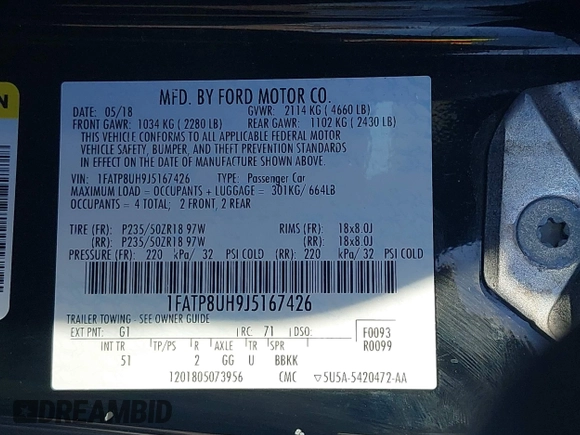 MFD. BY FORD MOTOR CO.
DATE: 05/18 GVWR: 2114 KG ( 4660 LB)
FRONT GAWR: 1034 KG ( 2280 LB) REAR GAWR: 1102 KG ( 2430 LB)
THIS VEHICLE CONFORMS TO ALL APPLICABLE FEDERAL MOTOR
VEHICLE SAFETY, BUMPER, AND THEFT PREVENTION STANDARDS
IN EFFECT ON THE DATE OF MANUFACTURE SHOWN ABOVE.
VIN: 1FATP8UH9J5167426 TYPE: Passenger Car
MAXIMUM LOAD = OCCUPANTS + LUGGAGE = 301KG/ 664LB
OCCUPANTS = 4 TOTAL; 2 FRONT, 2 REAR
TIRE (FR): P235/50ZR18 97W RIMS (FR): 18x8.0J
(RR): P235/50ZR18 97W (RR): 18x8.0J
PRESSURE (FR): 220 kPa/ 32 PSI COLD (RR): 220 kPa/ 32 PSI COLD
1FATP8UH9J5167426
TRAILER TOWING - SEE OWNER GUIDE
EXT PNT: G1 RC: 71 DSO: F0093
R0099
INT TR TP/PS R AXLE TR SPR
51 2 GG U BBKK
1201805073956 CMC ▽5U5A-5420472-AA
DREAMBID